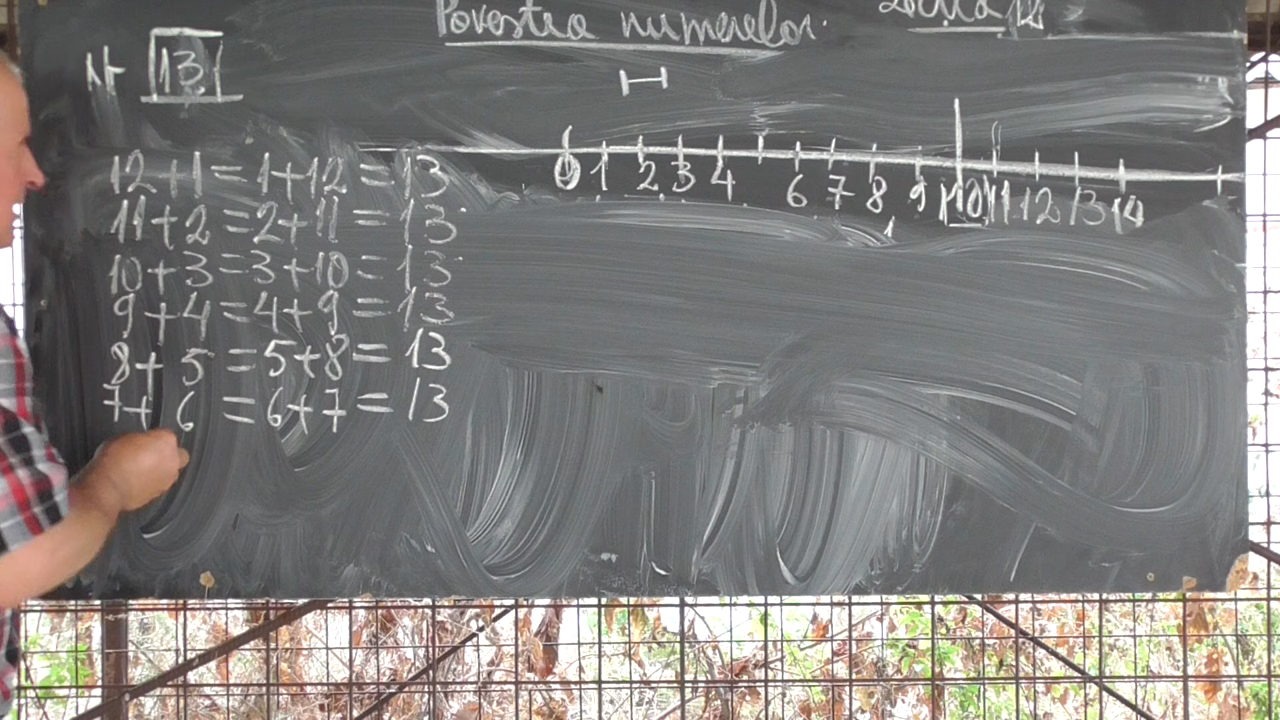 Povestea numerelor. Lecția 12
Nr 13
0 1 2 3 4 6 7 8 9 10 11 12 13 14
12+1=1+12=13
11+2=2+11=13
10+3=3+10=13
9+4=4+9=13
8+5=5+8=13
7+6=6+7=13